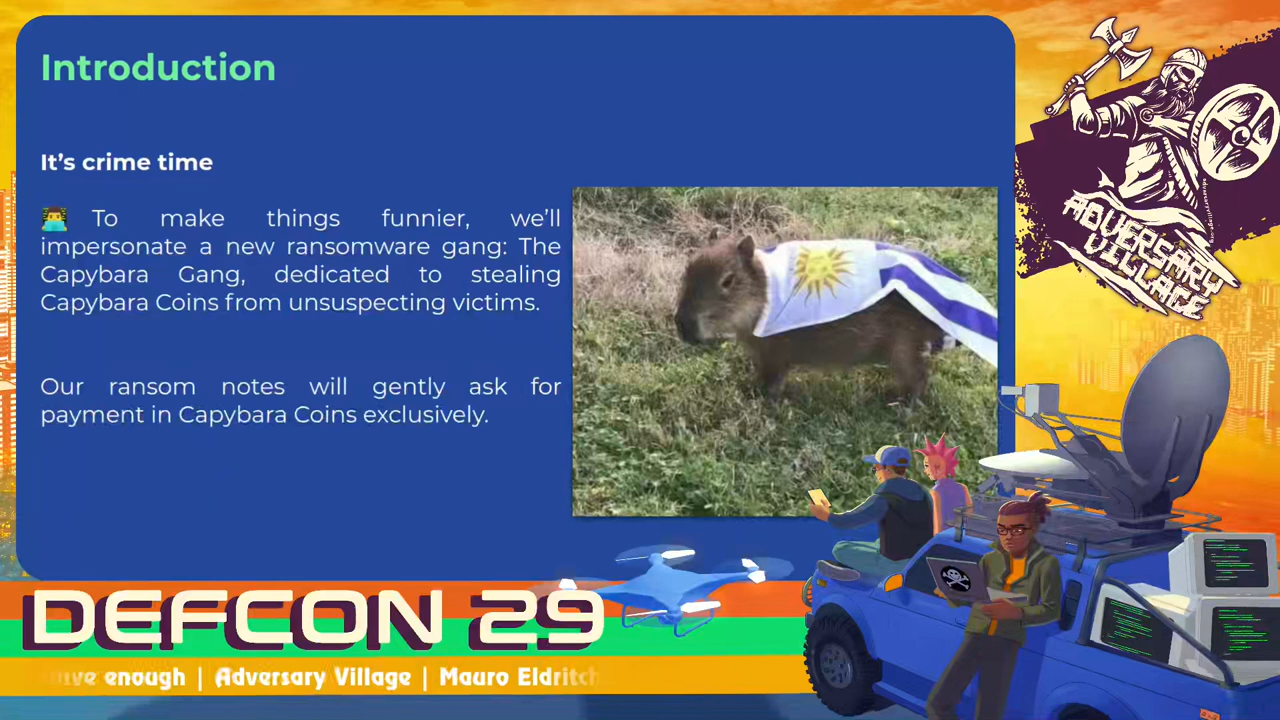 Introduction
It’s crime time
To make things funnier, we’ll
impersonate a new ransomware gang: The
Capybara Gang, dedicated to stealing
Capybara Coins from unsuspecting victims.
Our ransom notes will gently ask for
payment in Capybara Coins exclusively.
ADVERSARY
VILLAGE
DEFCON 29
enough | Adversary Village | Mauro Eldritch